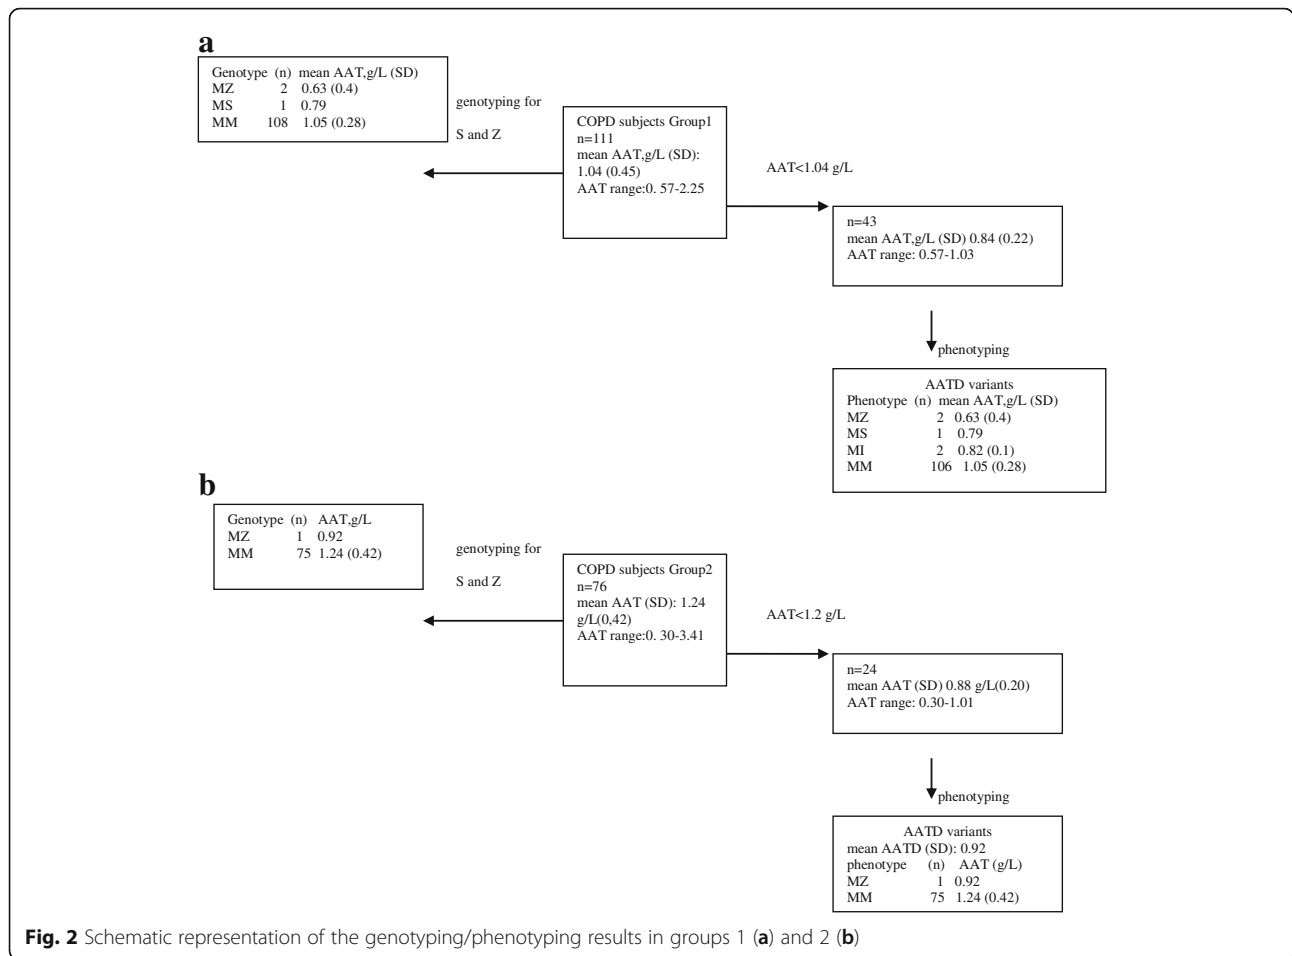 a
Genotype (n) mean AAT,g/L (SD)
MZ 2 0.63 (0.4)
MS 1 0.79
MM 108 1.05 (0.28)
genotyping for
S and Z
COPD subjects Group1
n=111
mean AAT,g/L (SD):
1.04 (0.45)
AAT range:0. 57-2.25
AAT<1.04 g/L
n=43
mean AAT,g/L (SD) 0.84 (0.22)
AAT range: 0.57-1.03
phenotyping
AATD variants
Phenotype (n) mean AAT,g/L (SD)
MZ 2 0.63 (0.4)
MS 1 0.79
MI 2 0.82 (0.1)
MM 106 1.05 (0.28)
b
Genotype (n) AAT,g/L
MZ 1 0.92
MM 75 1.24 (0.42)
genotyping for
S and Z
COPD subjects Group2
n=76
mean AAT (SD): 1.24
g/L(0,42)
AAT range:0. 30-3.41
AAT<1.2 g/L
n=24
mean AAT (SD) 0.88 g/L(0.20)
AAT range: 0.30-1.01
phenotyping
AATD variants
mean AATD (SD): 0.92
phenotype (n) AAT (g/L)
MZ 1 0.92
MM 75 1.24 (0.42)
Fig. 2 Schematic representation of the genotyping/phenotyping results in groups 1 (a) and 2 (b)